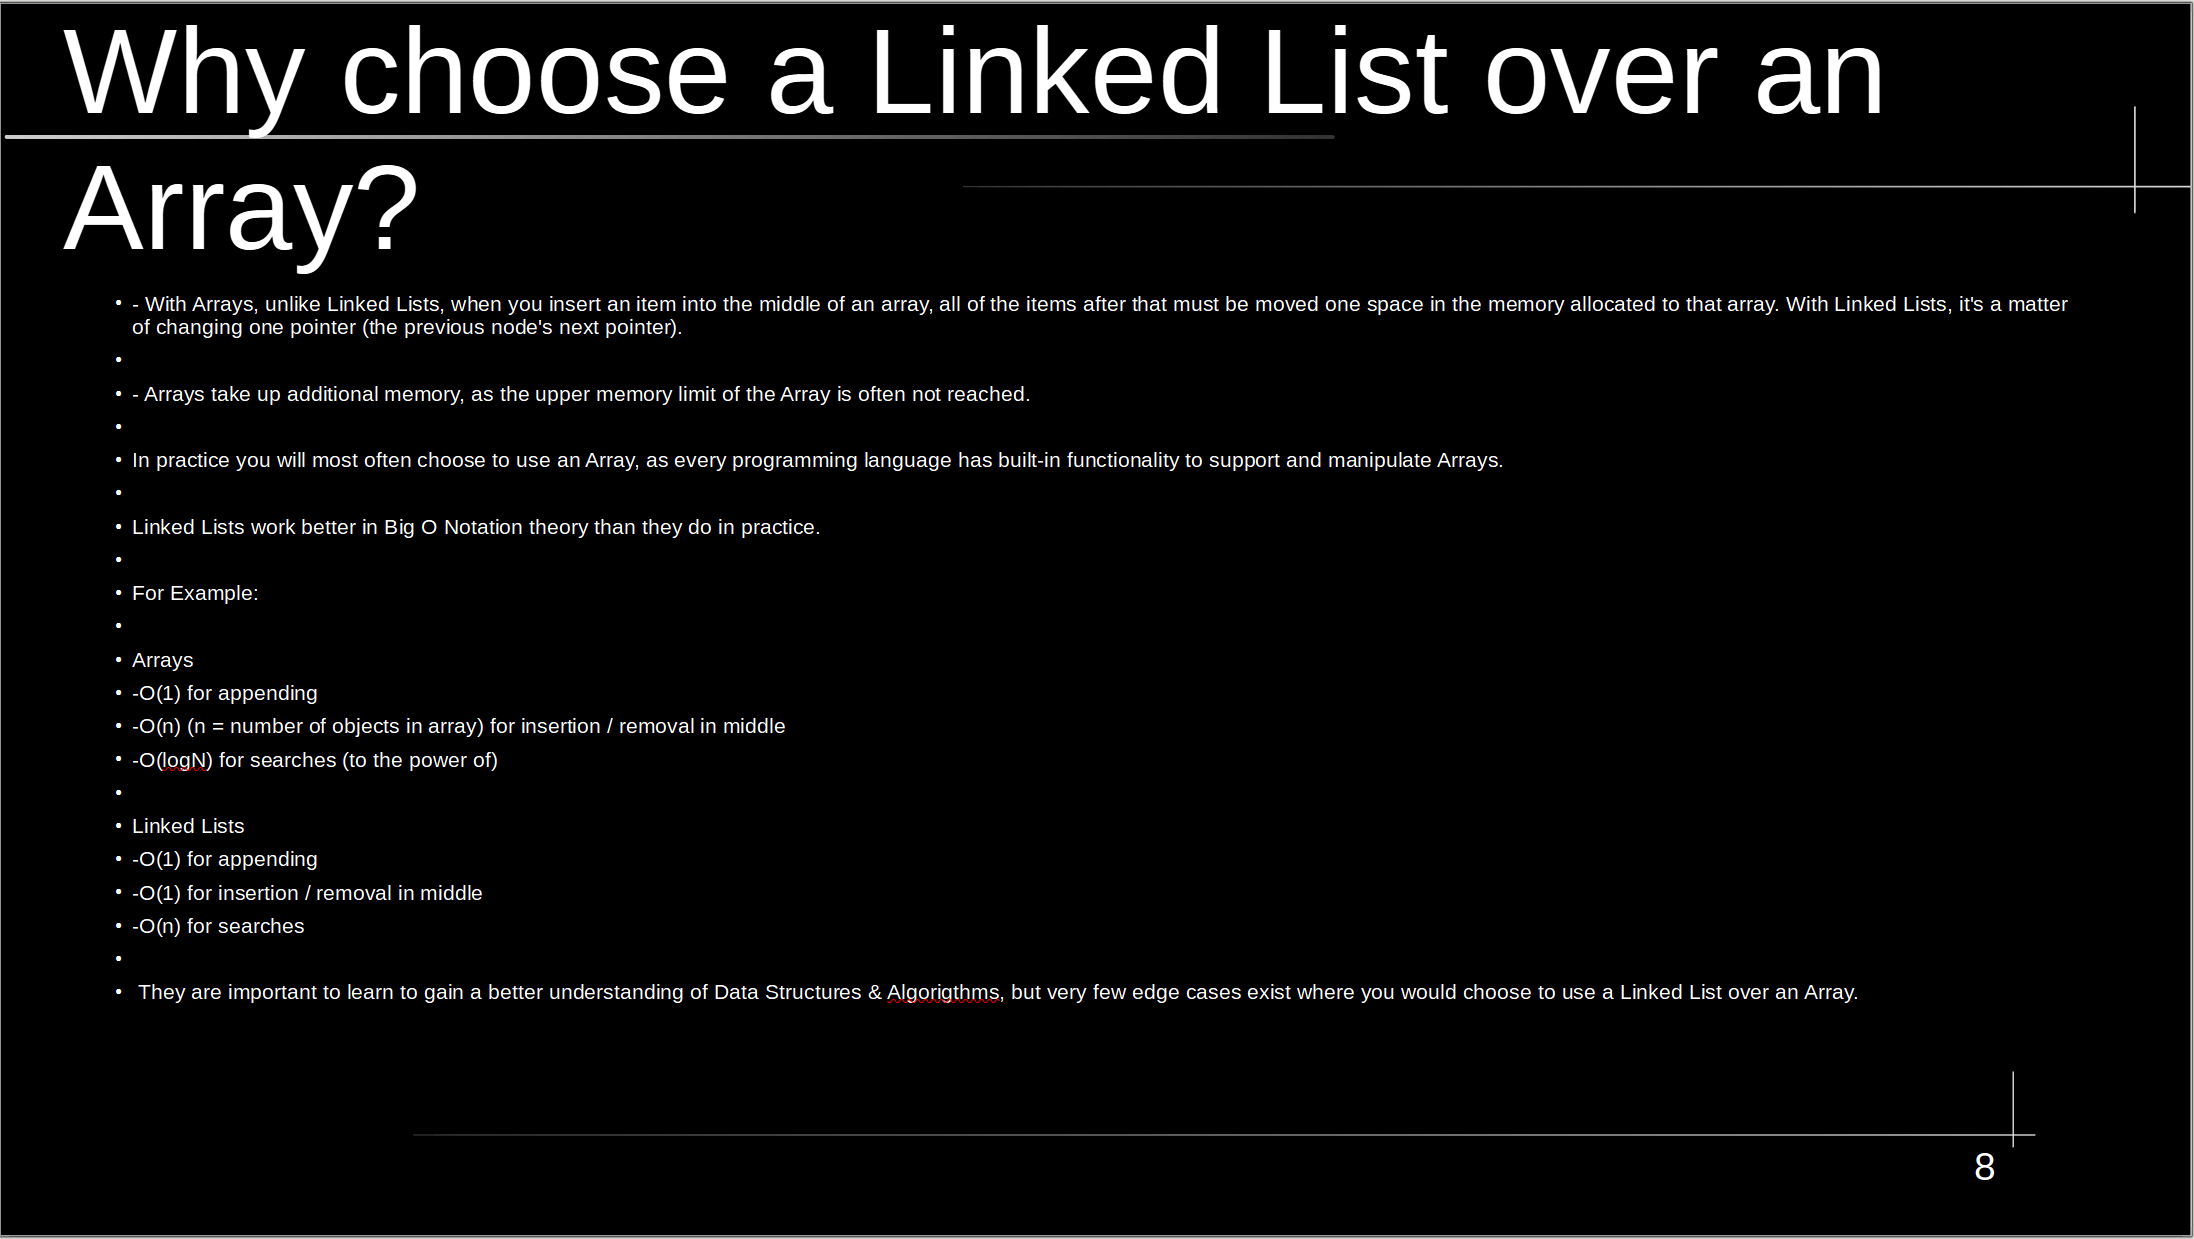 Why choose a Linked List over an
Array?
• - With Arrays, unlike Linked Lists, when you insert an item into the middle of an array, all of the items after that must be moved one space in the memory allocated to that array. With Linked Lists, it's a matter
of changing one pointer (the previous node's next pointer).
•
• - Arrays take up additional memory, as the upper memory limit of the Array is often not reached.
•
• In practice you will most often choose to use an Array, as every programming language has built-in functionality to support and manipulate Arrays.
•
• Linked Lists work better in Big O Notation theory than they do in practice.
•
• For Example:
•
• Arrays
• -O(1) for appending
• -O(n) (n = number of objects in array) for insertion / removal in middle
• -O(logN) for searches (to the power of)
•
• Linked Lists
• -O(1) for appending
• -O(1) for insertion / removal in middle
• -O(n) for searches
•
• They are important to learn to gain a better understanding of Data Structures & Algorigthms, but very few edge cases exist where you would choose to use a Linked List over an Array.
8